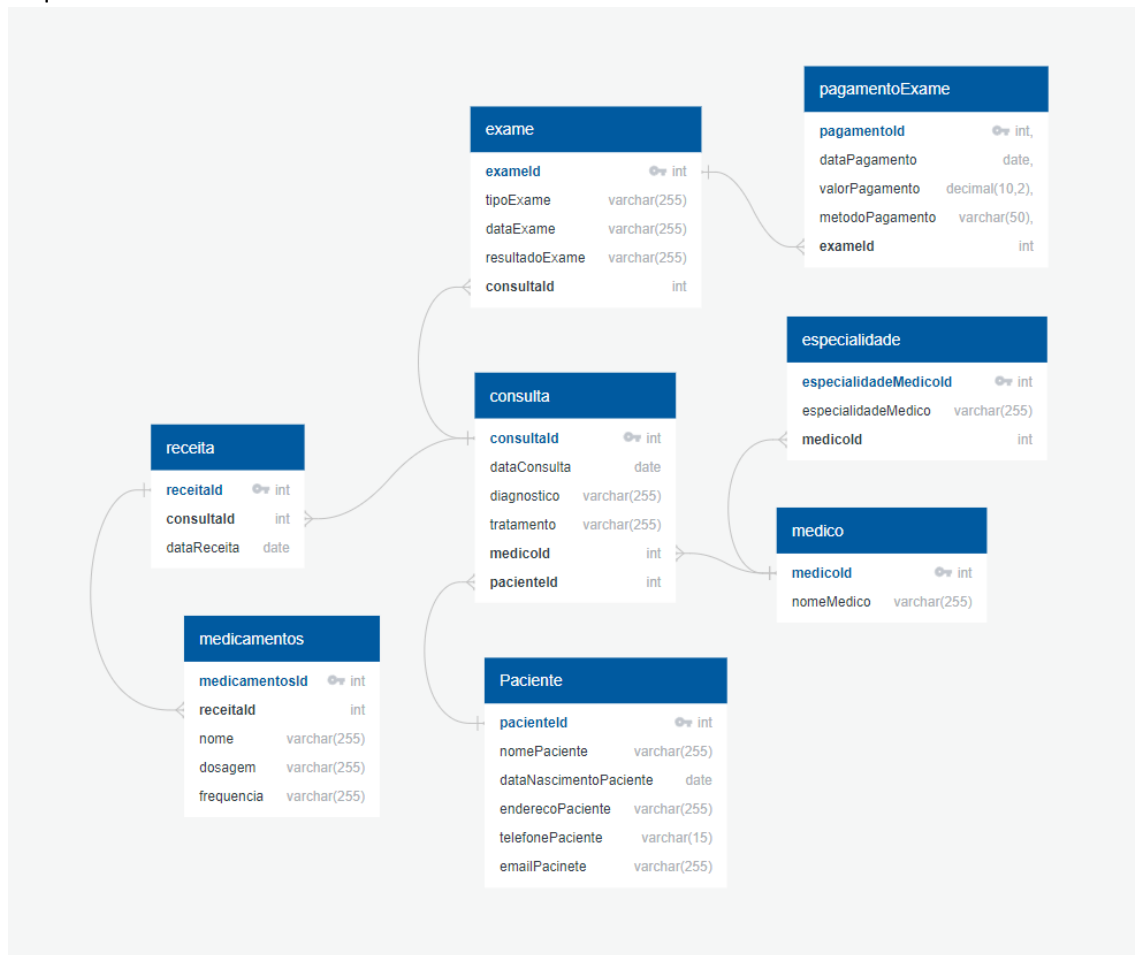 pagamentoExame
pagamentoId int,
dataPagamento date,
valorPagamento decimal(10,2),
metodoPagamento varchar(50),
exameId int
exame
exameId int
tipoExame varchar(255)
dataExame varchar(255)
resultadoExame varchar(255)
consultaId int
especialidade
especialidadeMedicoId int
especialidadeMedico varchar(255)
medicoId int
consulta
consultaId int
dataConsulta date
diagnostico varchar(255)
tratamento varchar(255)
medicoId int
pacienteId int
receita
receitaId int
consultaId int
dataReceita date
medico
medicoId int
nomeMedico varchar(255)
medicamentos
medicamentosId int
receitaId int
nome varchar(255)
dosagem varchar(255)
frequencia varchar(255)
Paciente
pacienteId int
nomePaciente varchar(255)
dataNascimentoPaciente date
enderecoPaciente varchar(255)
telefonePaciente varchar(15)
emailPacinete varchar(255)